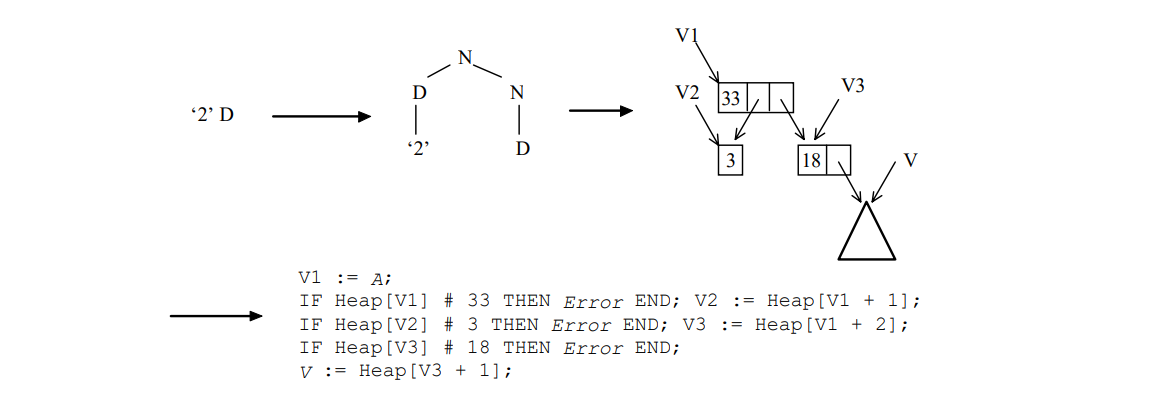 V1
N
D
N
V2
33
V3
‘2’ D
‘2’
D
3
18
V
V1 := A;
IF Heap[V1] # 33 THEN Error END; V2 := Heap[V1 + 1];
IF Heap[V2] # 3 THEN Error END; V3 := Heap[V1 + 2];
IF Heap[V3] # 18 THEN Error END;
V := Heap[V3 + 1];